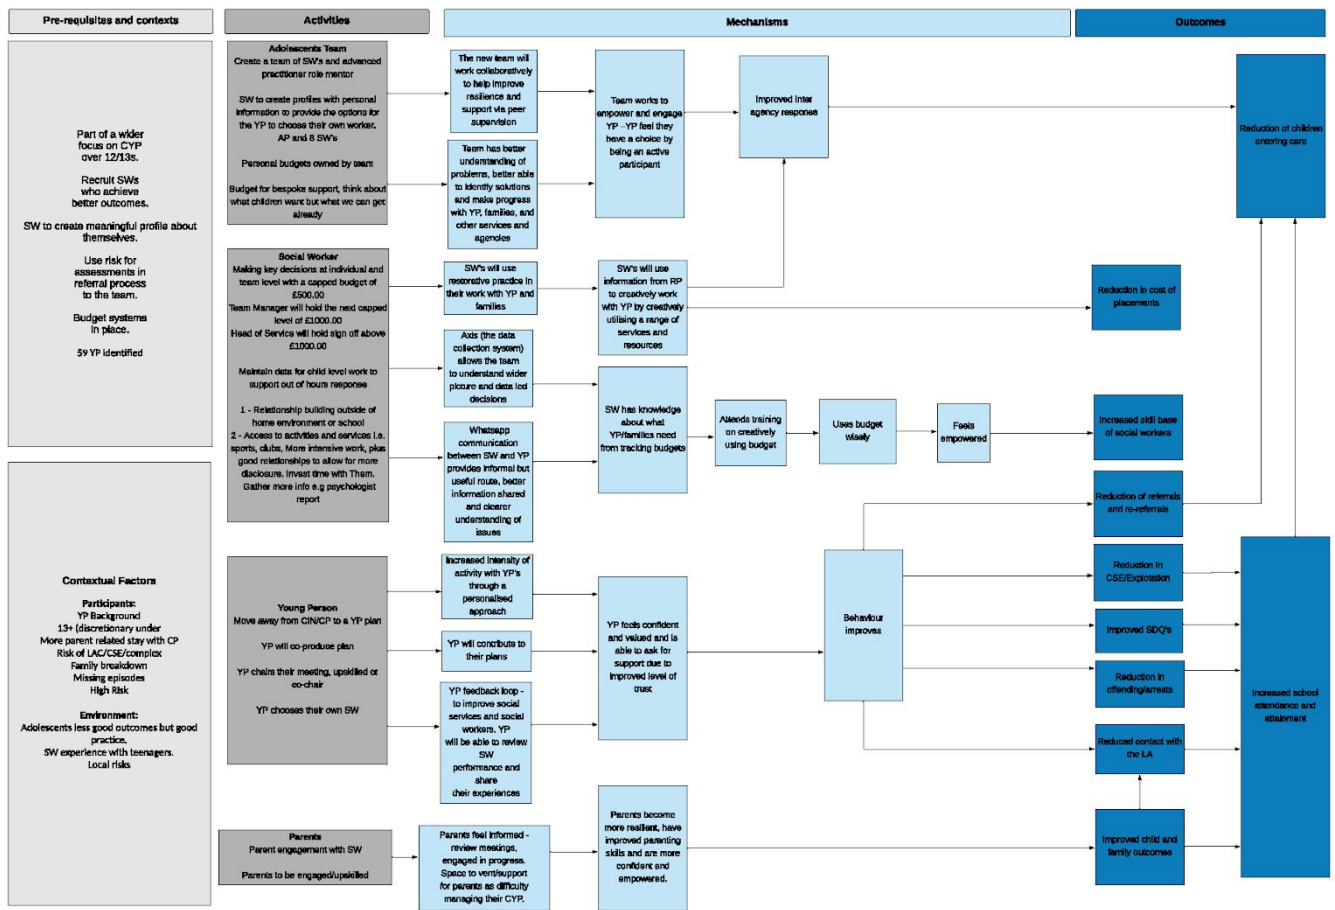 Pre-requisites and contexts
Activities
Mechanisms
Outcomes
Part of a wider
focus on CYP
over 12/13s.
Recruit SWs
who achieve
better outcomes.
SW to create meaningful profile about
themselves.
Use risk for
assessments in
referral process
to the team.
Budget systems
in place.
59 YP identified
Contextual Factors
Participants:
YP Background
13+ (discretionary under
More parent related stay with CP
Risk of LAC/CSE/complex
Family breakdown
Missing episodes
High Risk
Environment:
Adolescents less good outcomes but good
practice.
SW experience with teenagers.
Local risks
Adolescents Team
Create a team of SW's and advanced
practitioner role mentor
SW to create profiles with personal
information to provide the options for
the YP to choose their own worker.
AP and 8 SW's
Personal budgets owned by team
Budget for bespoke support, think about
what children want but what we can get
already
Social Worker
Making key decisions at individual and
team level with a capped budget of
£500.00
Team Manager will hold the next capped
level of £1000.00
Head of Service will hold sign off above
£1000.00
Maintain data for child level work to
support out of hours response
1 - Relationship building outside of
home environment or school
2 - Access to activities and services i.e.
sports, clubs, More intensive work, plus
good relationships to allow for more
disclosure. Invest time with Them.
Gather more info e.g psychologist
report
Young Person
Move away from CIN/CP to a YP plan
YP will co-produce plan
YP chairs their meeting, upskilled or
co-chair
YP chooses their own SW
Parents
Parent engagement with SW
Parents to be engaged/upskilled
The new team will
work collaboratively
to help improve
resilience and
support via peer
supervision
Team has better
understanding of
problems, better able
to identify solutions
and make progress
with YP, families, and
other services and
agencies
SW's will use
restorative practice in
their work with YP and
families
Axis (the data
collection system)
allows the team
to understand wider
picture and data led
decisions
Whatsapp
communication
between SW and YP
provides informal but
useful route, better
information shared
and clearer
understanding of
issues
Increased intensity of
activity with YP's
through a
personalised
approach
YP will contribute to
their plans
YP feedback loop -
to improve social
services and social
workers. YP
will be able to review
SW
performance and
share
their experiences
Parents feel informed -
review meetings,
engaged in progress.
Space to vent/support
for parents as difficulty
managing their CYP.
Team works to
empower and engage
YP -YP feel they
have a choice by
being an active
participant
SW's will use
information from RP
to creatively work
with YP by creatively
utilising a range of
services and
resources
SW has knowledge
about what
YP/families need
from tracking budgets
YP feels confident
and valued and is
able to ask for
support due to
improved level of
trust
Parents become
more resilient, have
improved parenting
skills and are more
confident and
empowered.
Improved inter
agency response
Attends training
on creatively
using budget
Uses budget
wisely
Feels
empowered
Behaviour
improves
Reduction of children
entering care
Reduction in cost of
placements
Increased skill base
of social workers
Reduction of referrals
and re-referrals
Reduction in
CSE/Explotation
Improved SDQ's
Reduction in
offending/arrests
Reduced contact with
the LA
Improved child and
family outcomes
Increased school
attendance and
attainment